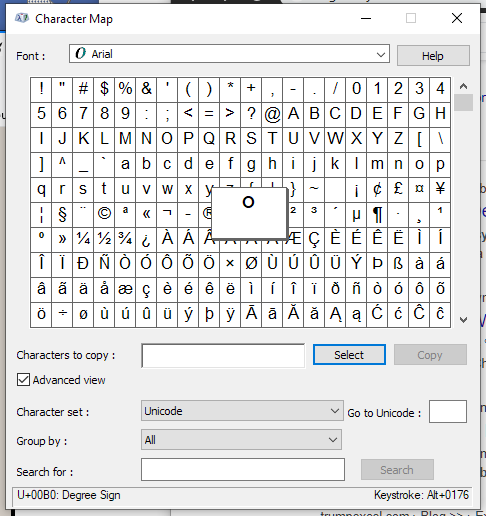 Character Map
Font : Arial Help
! " # $ % & ' ( ) * + , - . / 0 1 2 3 4
5 6 7 8 9 : ; < = > ? @ A B C D E F G H
I J K L M N O P Q R S T U V W X Y Z [ \
] ^ _ ` a b c d e f g h i j k l m n o p
q r s t u v w x y z } ~ ¡ ¢ £ ¤ ¥
¦ § ¨ © ª « ¬ - ® ° ² ³ ´ µ ¶ · ¸ ¹
º » ¼ ½ ¾ ¿ À Á Â Æ Ç È É Ê Ë Ì Í
Î Ï Ð Ñ Ò Ó Ô Õ Ö × Ø Ù Ú Û Ü Ý Þ ß à á
â ã ä å æ ç è é ê ë ì í î ï ð ñ ò ó ô õ
ö ÷ ø ù ú û ü ý þ ÿ Ā ā Ă ă Ą ą Ć ć Ĉ ĉ
Characters to copy : Select Copy
Advanced view
Character set : Unicode Go to Unicode :
Group by : All
Search for : Search
U+00B0: Degree Sign Keystroke: Alt+0176